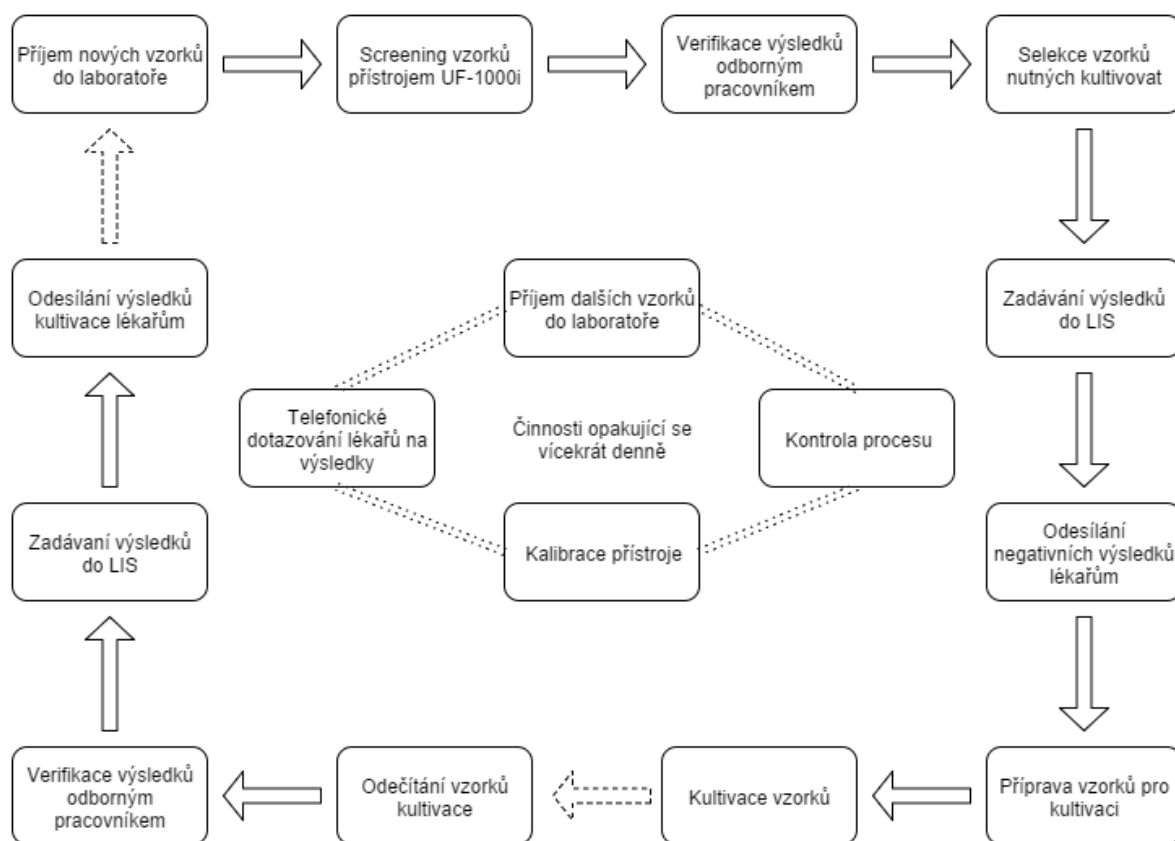 Příjem nových vzorků
do laboratoře
Screening vzorků
přístrojem UF-1000i
Verifikace výsledků
odborným
pracovníkem
Selekce vzorků
nutných kultivovat
Odesílání výsledků
kultivace lékařům
Příjem dalších vzorků
do laboratoře
Zadávání výsledků
do LIS
Telefonické
dotazování lékařů na
výsledky
Činnosti opakující se
vícekrát denně
Kontrola procesu
Zadávaní výsledků
do LIS
Kalibrace přístroje
Odesílání
negativních výsledků
lékařům
Verifikace výsledků
odborným
pracovníkem
Odečítání vzorků
kultivace
Kultivace vzorků
Příprava vzorků pro
kultivaci